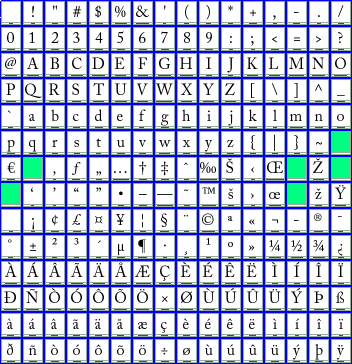 ! " # $ % & ' ( ) * + , - . /
0 1 2 3 4 5 6 7 8 9 : ; < = > ?
@ A B C D E F G H I J K L M N O
P Q R S T U V W X Y Z [ \ ] ^ _
` a b c d e f g h i j k l m n o
p q r s t u v w x y z { | } ~
€ ‚ ƒ „ … † ‡ ˆ ‰ Š ‹ Œ Ž
‘ ’ “ ” • – — ˜ ™ š › œ ž Ÿ
¡ ¢ £ ¤ ¥ ¦ § ¨ © ª « ¬ - ® ¯
° ± ² ³ ´ µ ¶ · ¸ ¹ º » ¼ ½ ¾ ¿
À Á Â Ã Ä Å Æ Ç È É Ê Ë Ì Í Î Ï
Ð Ñ Ò Ó Ô Õ Ö × Ø Ù Ú Û Ü Ý Þ ß
à á â ã ä å æ ç è é ê ë ì í î ï
ð ñ ò ó ô õ ö ÷ ø ù ú û ü ý þ ÿ